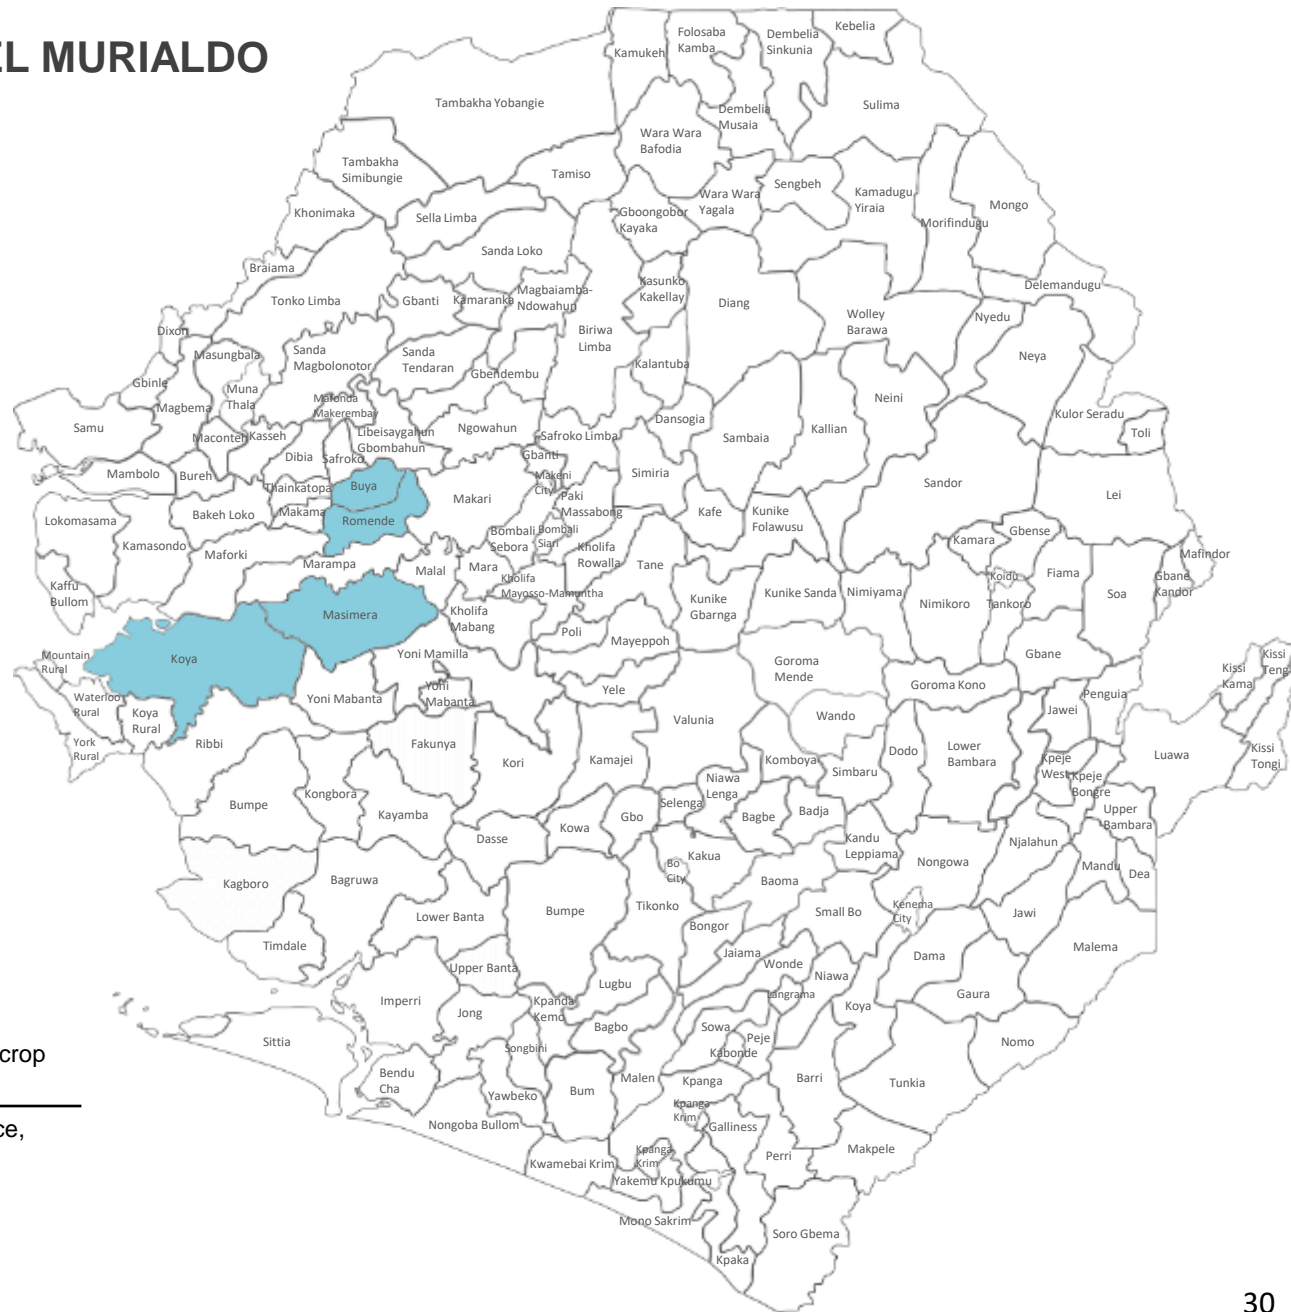 EL MURIALDO
Kebelia
Folosaba
Kamba
Dembelia
Sinkunia
Kamukeh
Tambakha Yobangie
Sulima
Dembelia
Musaia
Wara Wara
Bafodia
Tambakha
Simibungie
Tamiso
Sengbeh
Wara Wara
Yagala
Kamadugu
Yiraia
Mongo
Khonimaka
Sella Limba
Gboongobor
Kayaka
Morifindugu
Sanda Loko
Braiama
Kasunko
Kakellay
Delemandugu
Tonko Limba
Gbanti
Kamaranka
Magbaiamba-
Ndowahun
Diang
Wolley
Barawa
Nyedu
Dixon
Biriwa
Limba
Neya
Masungbala
Sanda
Magbolonotor
Sanda
Tendaran
Gbendembu
Kalantuba
Gbinle
Muna
Thala
Mafonda
Makerembay
Neini
Magbema
Samu
Kulor Seradu
Toli
Dansogia
Sambaia
Kallian
Ngowahun
Maconteh
Kasseh
Libeisaygahun
Gbombahun
Safroko Limba
Dibia
Safroko
Gbanti
Simiria
Mambolo
Bureh
Makeni
City
Sandor
Thainkatopa
Buya
Makari
Paki
Massabong
Lei
Lokomasama
Bakeh Loko
Makama
Romende
Kafe
Kunike
Folawusu
Kamasondo
Bombali
Sebora
Bombali
Siari
Gbense
Kamara
Maforki
Kholifa
Rowalla
Mafindor
Marampa
Malal
Mara
Tane
Kholifa
Mayosso-Mamuntha
Koidu
Fiama
Gbane
Kandor
Kaffu
Bullom
Kunike
Gbarnga
Kunike Sanda
Nimiyama
Nimikoro
Tankoro
Soa
Masimera
Kholifa
Mabang
Poli
Mayeppoh
Mountain
Rural
Koya
Yoni Mamilla
Goroma
Mende
Gbane
Kissi
Teng
Kissi
Kama
Yele
Goroma Kono
Waterloo
Rural
Yoni Mabanta
Yoni
Mabanta
Penguia
Koya
Rural
Valunia
Wando
Jawei
York
Rural
Ribbi
Fakunya
Kori
Kamajei
Komboya
Simbaru
Dodo
Lower
Bambara
Kpeje
West
Luawa
Kissi
Tongi
Niawa
Lenga
Kpeje
Bongre
Bumpe
Kongbora
Kayamba
Selenga
Gbo
Bagbe
Badja
Upper
Bambara
Dasse
Kowa
Kandu
Leppiama
Njalahun
Kakua
Bo
City
Nongowa
Mandu
Dea
Kagboro
Bagruwa
Baoma
Lower Banta
Bumpe
Tikonko
Small Bo
Kenema
City
Jawi
Bongor
Timdale
Malema
Jaiama
Dama
Wonde
Upper Banta
Niawa
Lugbu
Langrama
Gaura
Imperri
Jong
Kpanda
Kemo
Koya
Bagbo
Sowa
Peje
Sittia
Songbini
Kabonde
Nomo
crop
Bendu
Cha
Malen
Kpanga
Barri
Tunkia
Yawbeko
Bum
Kpanga
Krim
ce,
Nongoba Bullom
Galliness
Kpanga
Krim
Perri
Makpele
Kwamebai Krim
Yakemu Kpukumu
Mono Sakrim
Soro Gbema
Kpaka
30